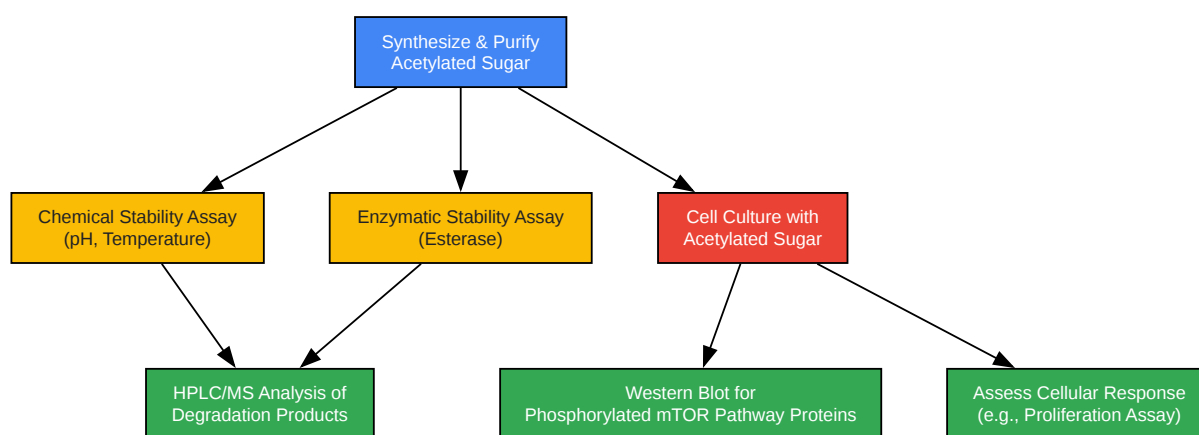 Synthesize & Purify
Acetylated Sugar
Chemical Stability Assay
(pH, Temperature)
Enzymatic Stability Assay
(Esterase)
Cell Culture with
Acetylated Sugar
HPLC/MS Analysis of
Degradation Products
Western Blot for
Phosphorylated mTOR Pathway Proteins
Assess Cellular Response
(e.g., Proliferation Assay)